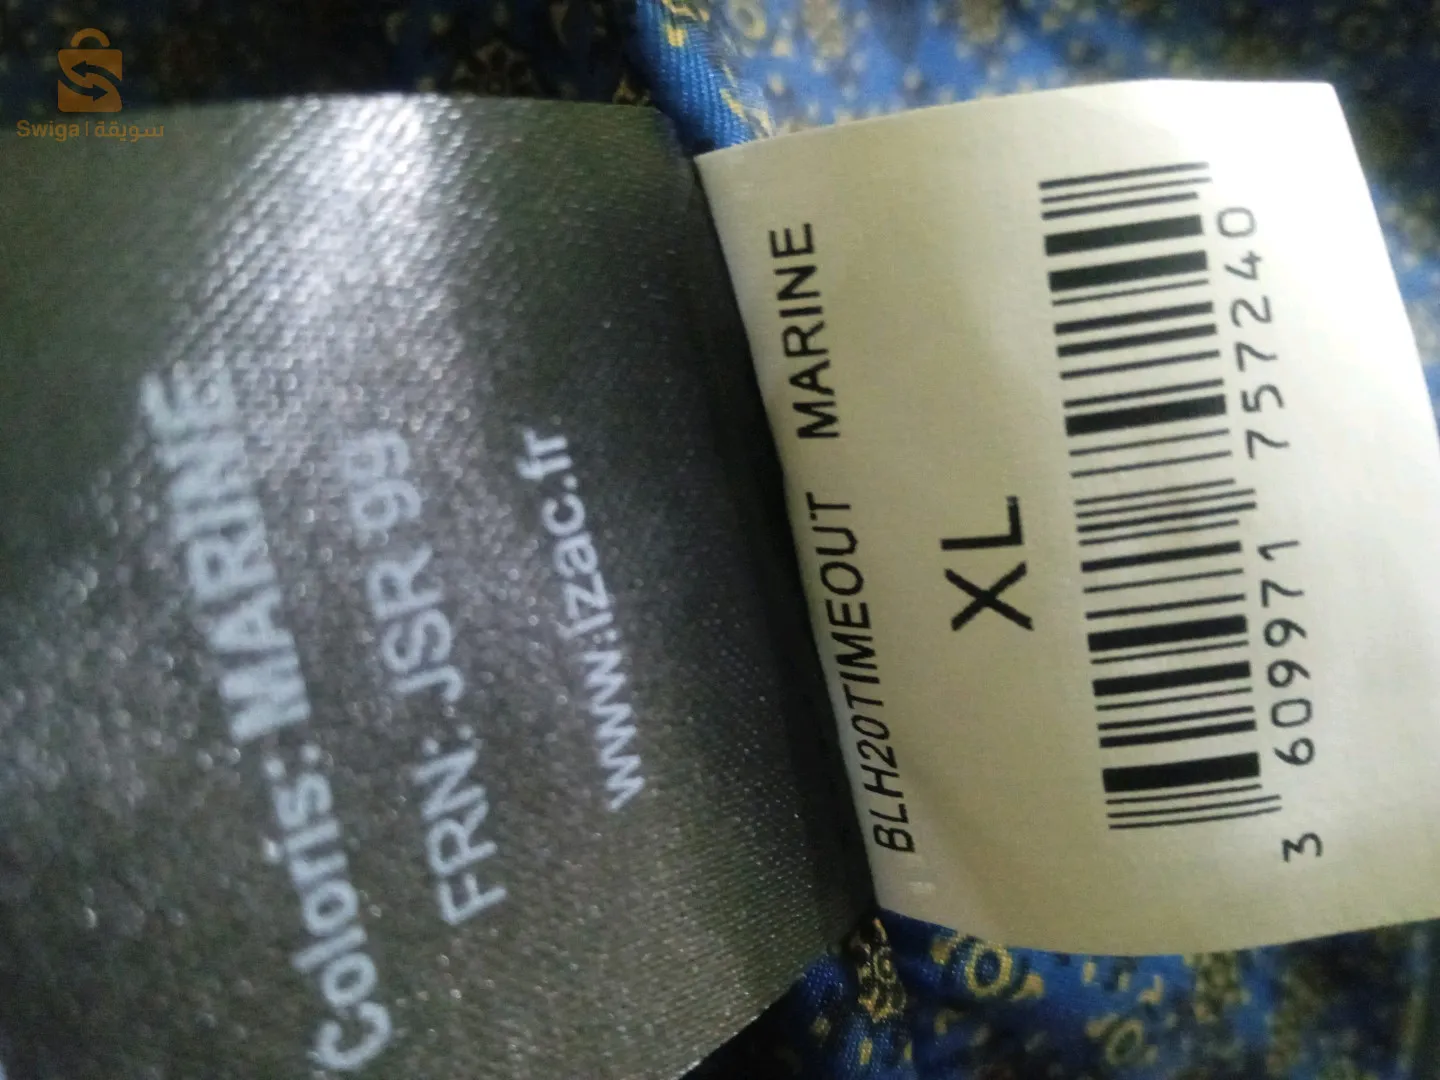 Swiga | سويقة
Coloris: MARINE
FRN: JSR 99
www.Izac.fr
BLH20TIMEOUT MARINE
XL
3 609971 757240